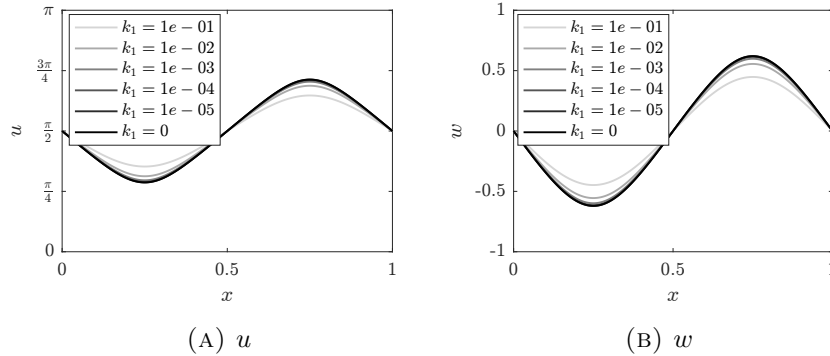 π
3π/4
π/2
π/4
0
u
k₁ = 1e − 01
k₁ = 1e − 02
k₁ = 1e − 03
k₁ = 1e − 04
k₁ = 1e − 05
k₁ = 0
0
0.5
1
x
(A) u
1
0.5
0
-0.5
-1
w
k₁ = 1e − 01
k₁ = 1e − 02
k₁ = 1e − 03
k₁ = 1e − 04
k₁ = 1e − 05
k₁ = 0
0
0.5
1
x
(B) w